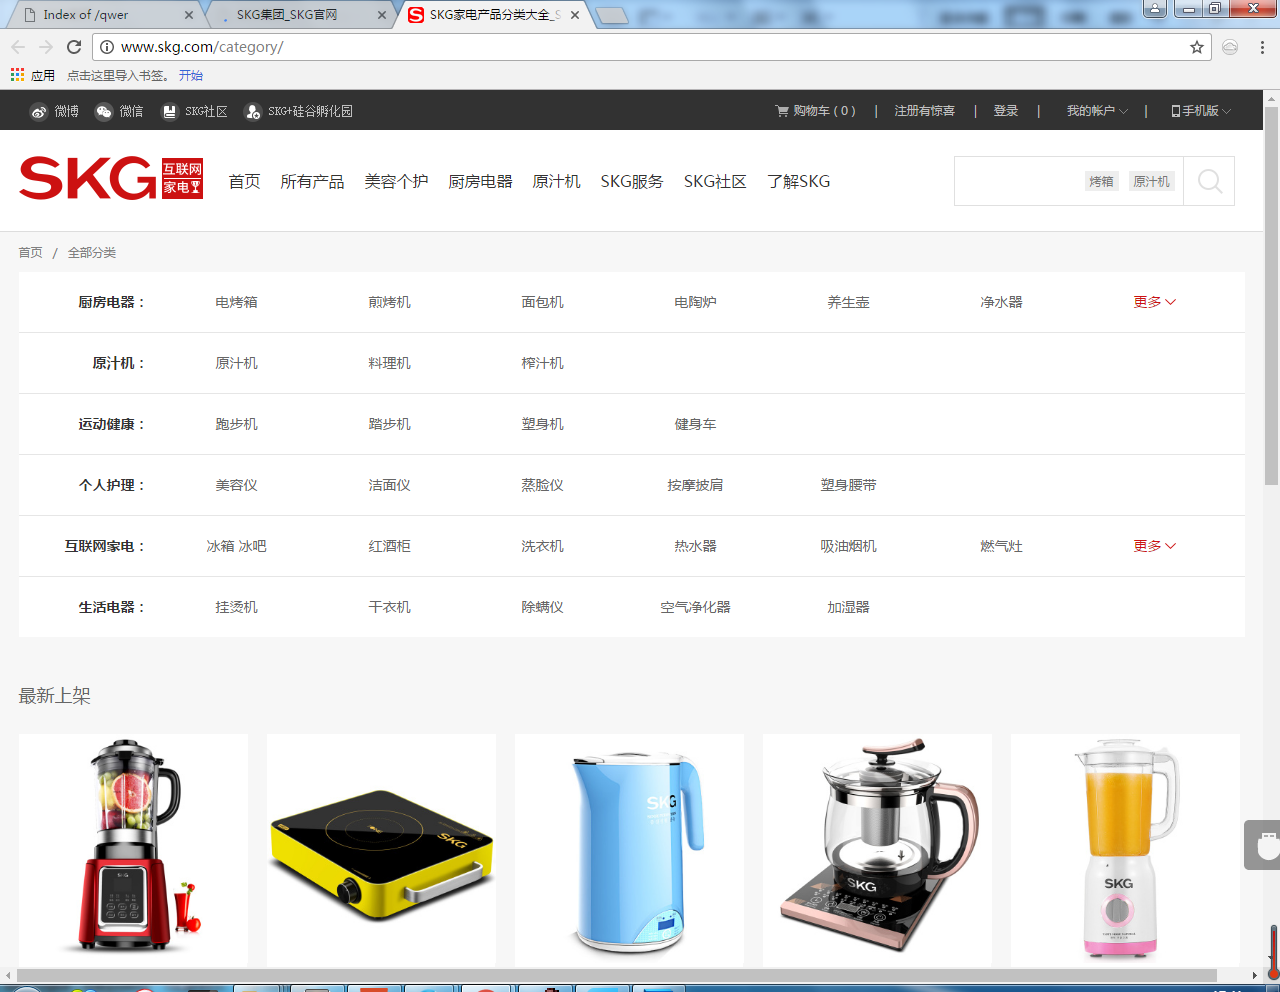 Index of /qwer
SKG集团_SKG官网
SKG家电产品分类大全_S
www.skg.com/category/
应用 点击这里导入书签。 开始
微博 微信 SKG社区 SKG+硅谷孵化园 购物车 ( 0 ) | 注册有惊喜 | 登录 | 我的帐户 | 手机版
SKG 互联网家电 首页 所有产品 美容个护 厨房电器 原汁机 SKG服务 SKG社区 了解SKG 烤箱 原汁机
首页 / 全部分类
厨房电器： 电烤箱 煎烤机 面包机 电陶炉 养生壶 净水器 更多
原汁机： 原汁机 料理机 榨汁机
运动健康： 跑步机 踏步机 塑身机 健身车
个人护理： 美容仪 洁面仪 蒸脸仪 按摩披肩 塑身腰带
互联网家电： 冰箱 冰吧 红酒柜 洗衣机 热水器 吸油烟机 燃气灶 更多
生活电器： 挂烫机 干衣机 除螨仪 空气净化器 加湿器
最新上架
SKG
SKG
SKG
SKG
SKG